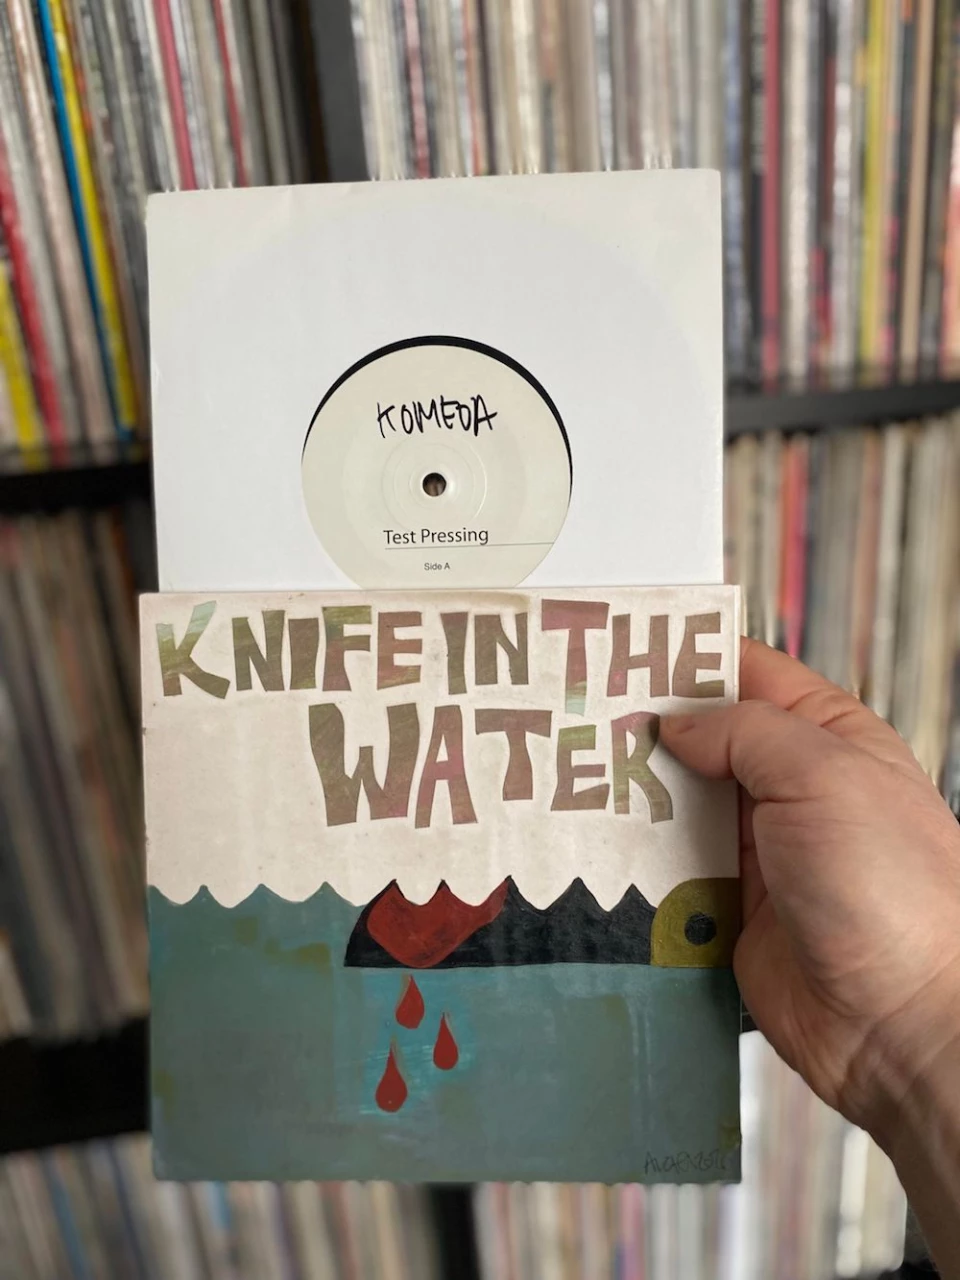 KOMEDA
Test Pressing
Side A
KNIFE IN THE
WATER